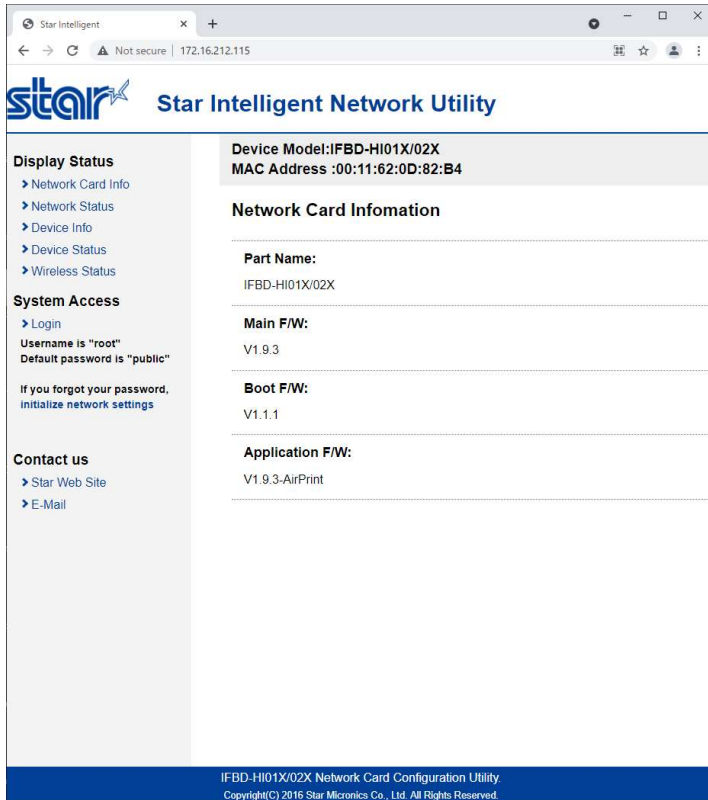 Star Intelligent
Not secure | 172.16.212.115
star
Star Intelligent Network Utility
Display Status
Network Card Info
Network Status
Device Info
Device Status
Wireless Status
System Access
Login
Username is "root"
Default password is "public"
If you forgot your password,
initialize network settings
Contact us
Star Web Site
E-Mail
Device Model:IFBD-HI01X/02X
MAC Address :00:11:62:0D:82:B4
Network Card Infomation
Part Name:
IFBD-HI01X/02X
Main F/W:
V1.9.3
Boot F/W:
V1.1.1
Application F/W:
V1.9.3-AirPrint
IFBD-HI01X/02X Network Card Configuration Utility.
Copyright(C) 2016 Star Micronics Co., Ltd. All Rights Reserved.